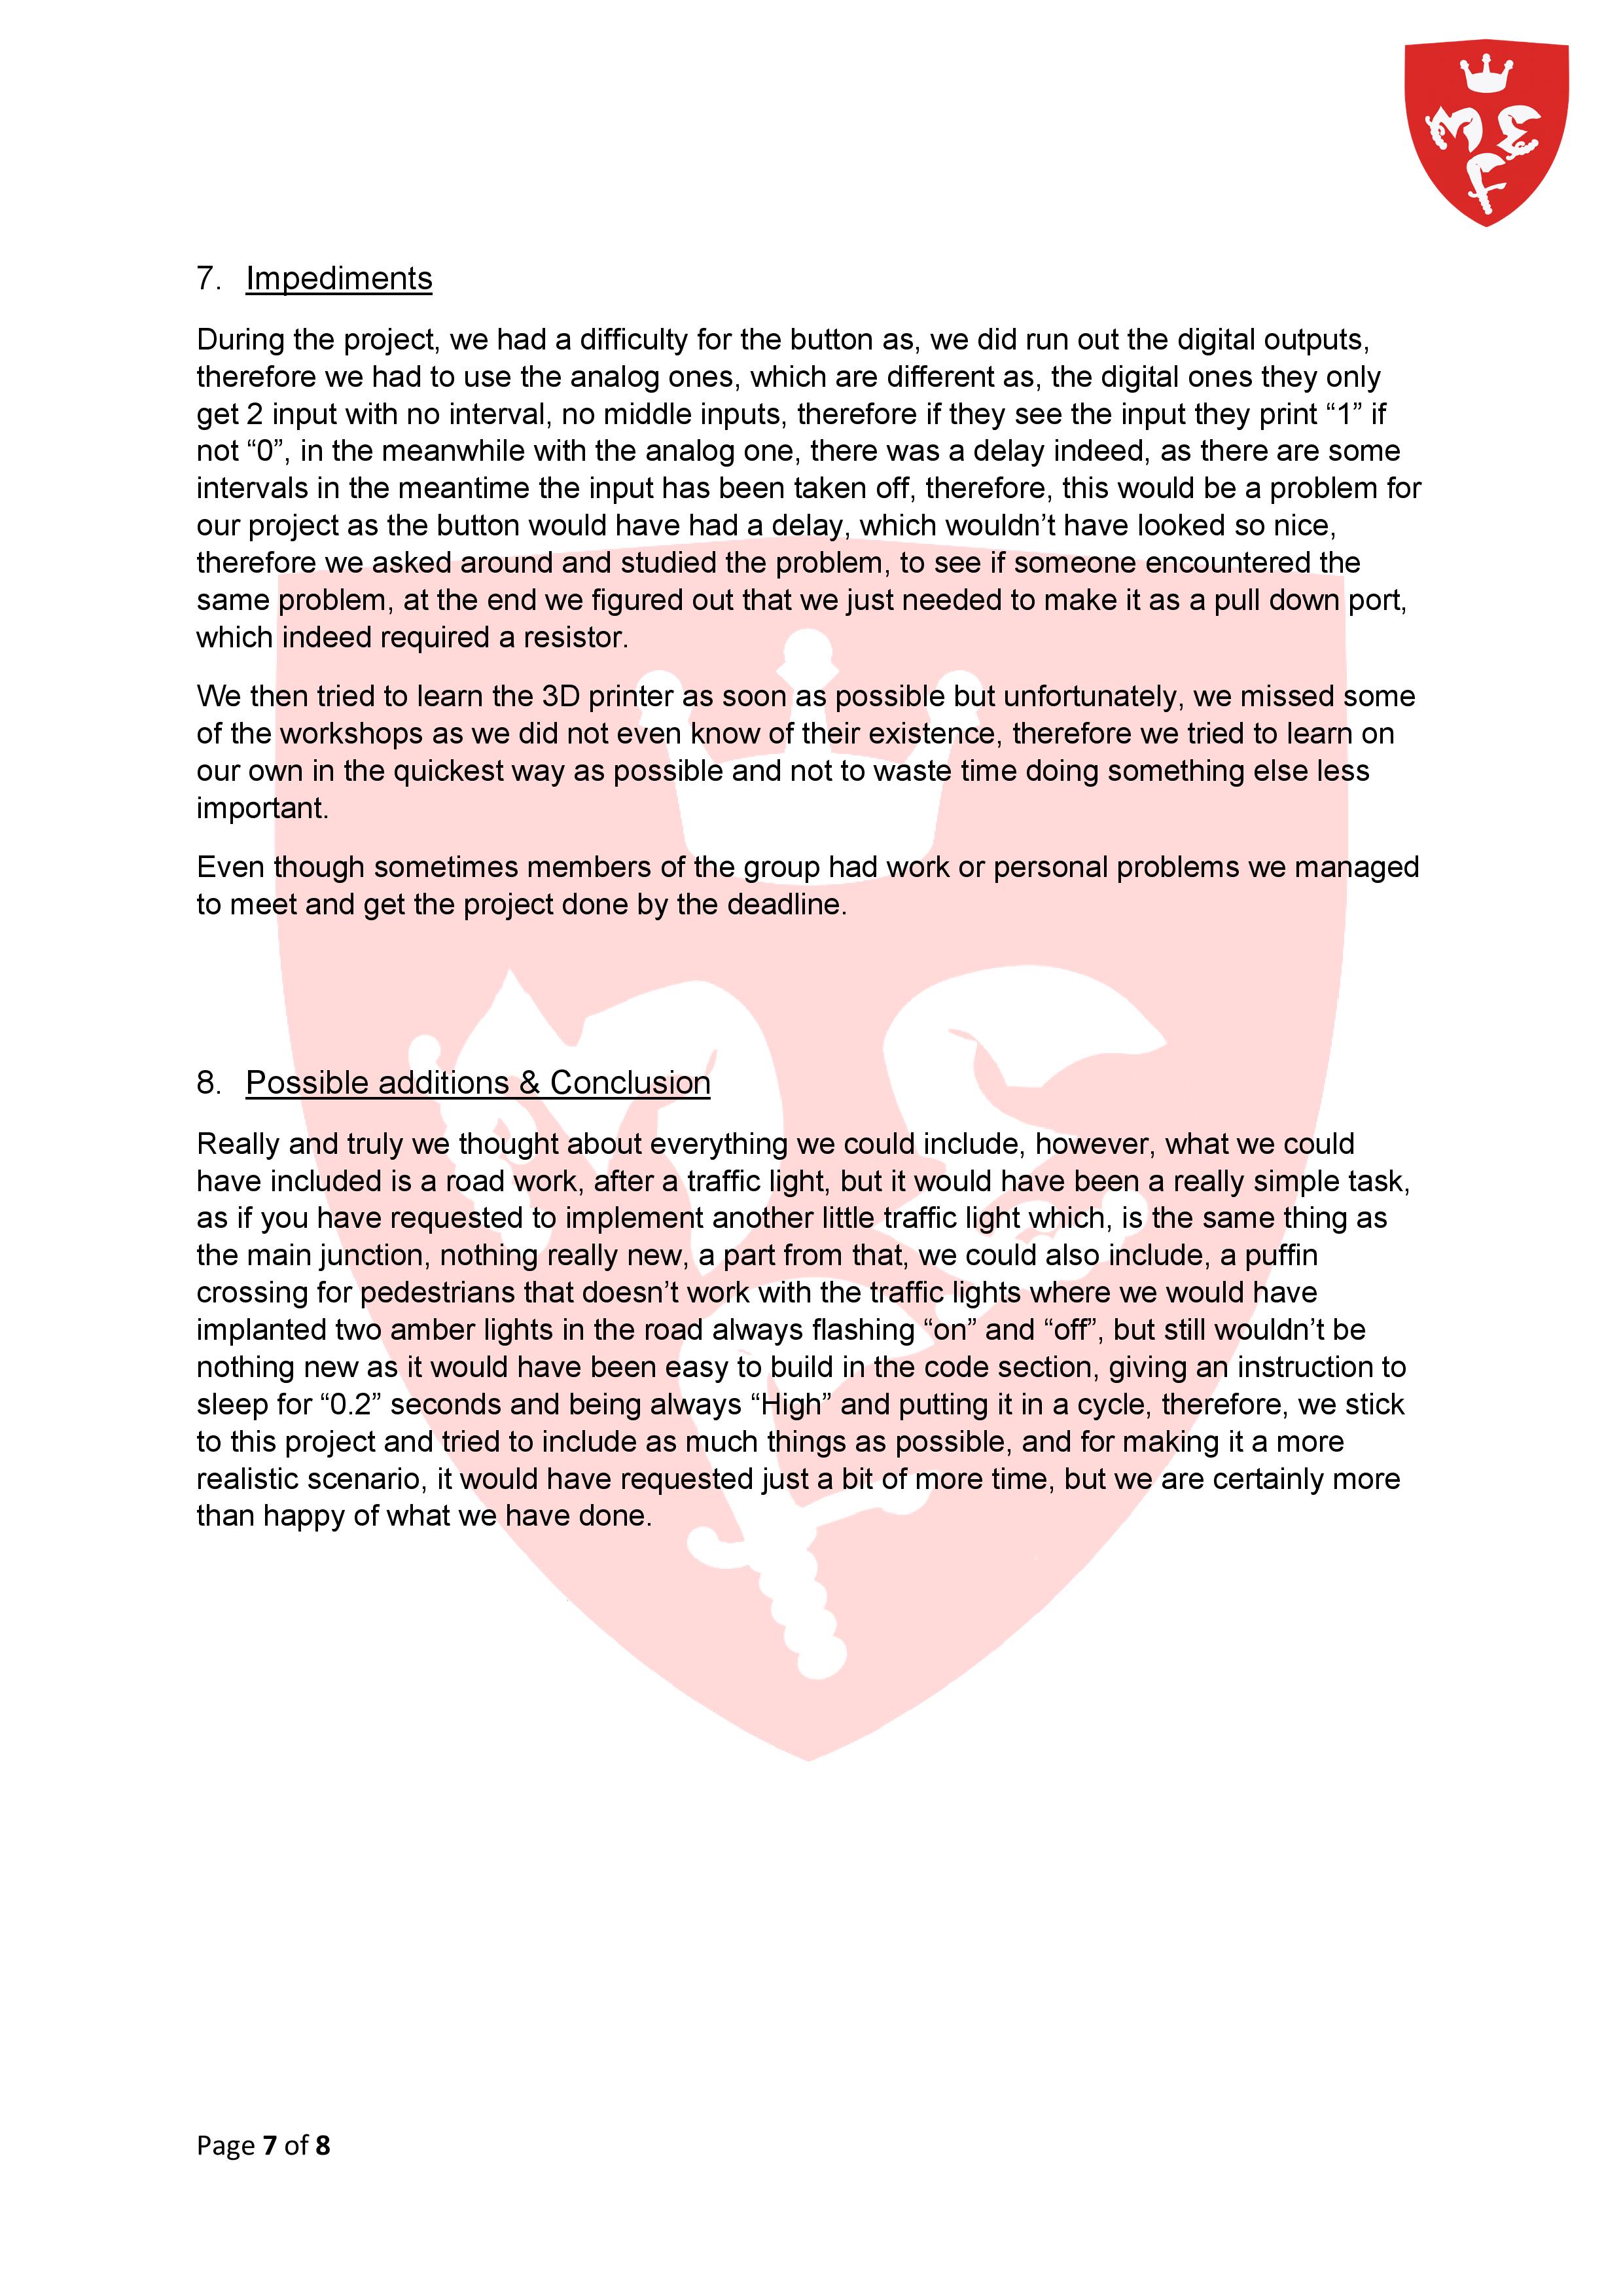 M E
F
7. Impediments
During the project, we had a difficulty for the button as, we did run out the digital outputs,
therefore we had to use the analog ones, which are different as, the digital ones they only
get 2 input with no interval, no middle inputs, therefore if they see the input they print “1” if
not “0”, in the meanwhile with the analog one, there was a delay indeed, as there are some
intervals in the meantime the input has been taken off, therefore, this would be a problem for
our project as the button would have had a delay, which wouldn’t have looked so nice,
therefore we asked around and studied the problem, to see if someone encountered the
same problem, at the end we figured out that we just needed to make it as a pull down port,
which indeed required a resistor.
We then tried to learn the 3D printer as soon as possible but unfortunately, we missed some
of the workshops as we did not even know of their existence, therefore we tried to learn on
our own in the quickest way as possible and not to waste time doing something else less
important.
Even though sometimes members of the group had work or personal problems we managed
to meet and get the project done by the deadline.
8. Possible additions & Conclusion
Really and truly we thought about everything we could include, however, what we could
have included is a road work, after a traffic light, but it would have been a really simple task,
as if you have requested to implement another little traffic light which, is the same thing as
the main junction, nothing really new, a part from that, we could also include, a puffin
crossing for pedestrians that doesn’t work with the traffic lights where we would have
implanted two amber lights in the road always flashing “on” and “off”, but still wouldn’t be
nothing new as it would have been easy to build in the code section, giving an instruction to
sleep for “0.2” seconds and being always “High” and putting it in a cycle, therefore, we stick
to this project and tried to include as much things as possible, and for making it a more
realistic scenario, it would have requested just a bit of more time, but we are certainly more
than happy of what we have done.
Page 7 of 8